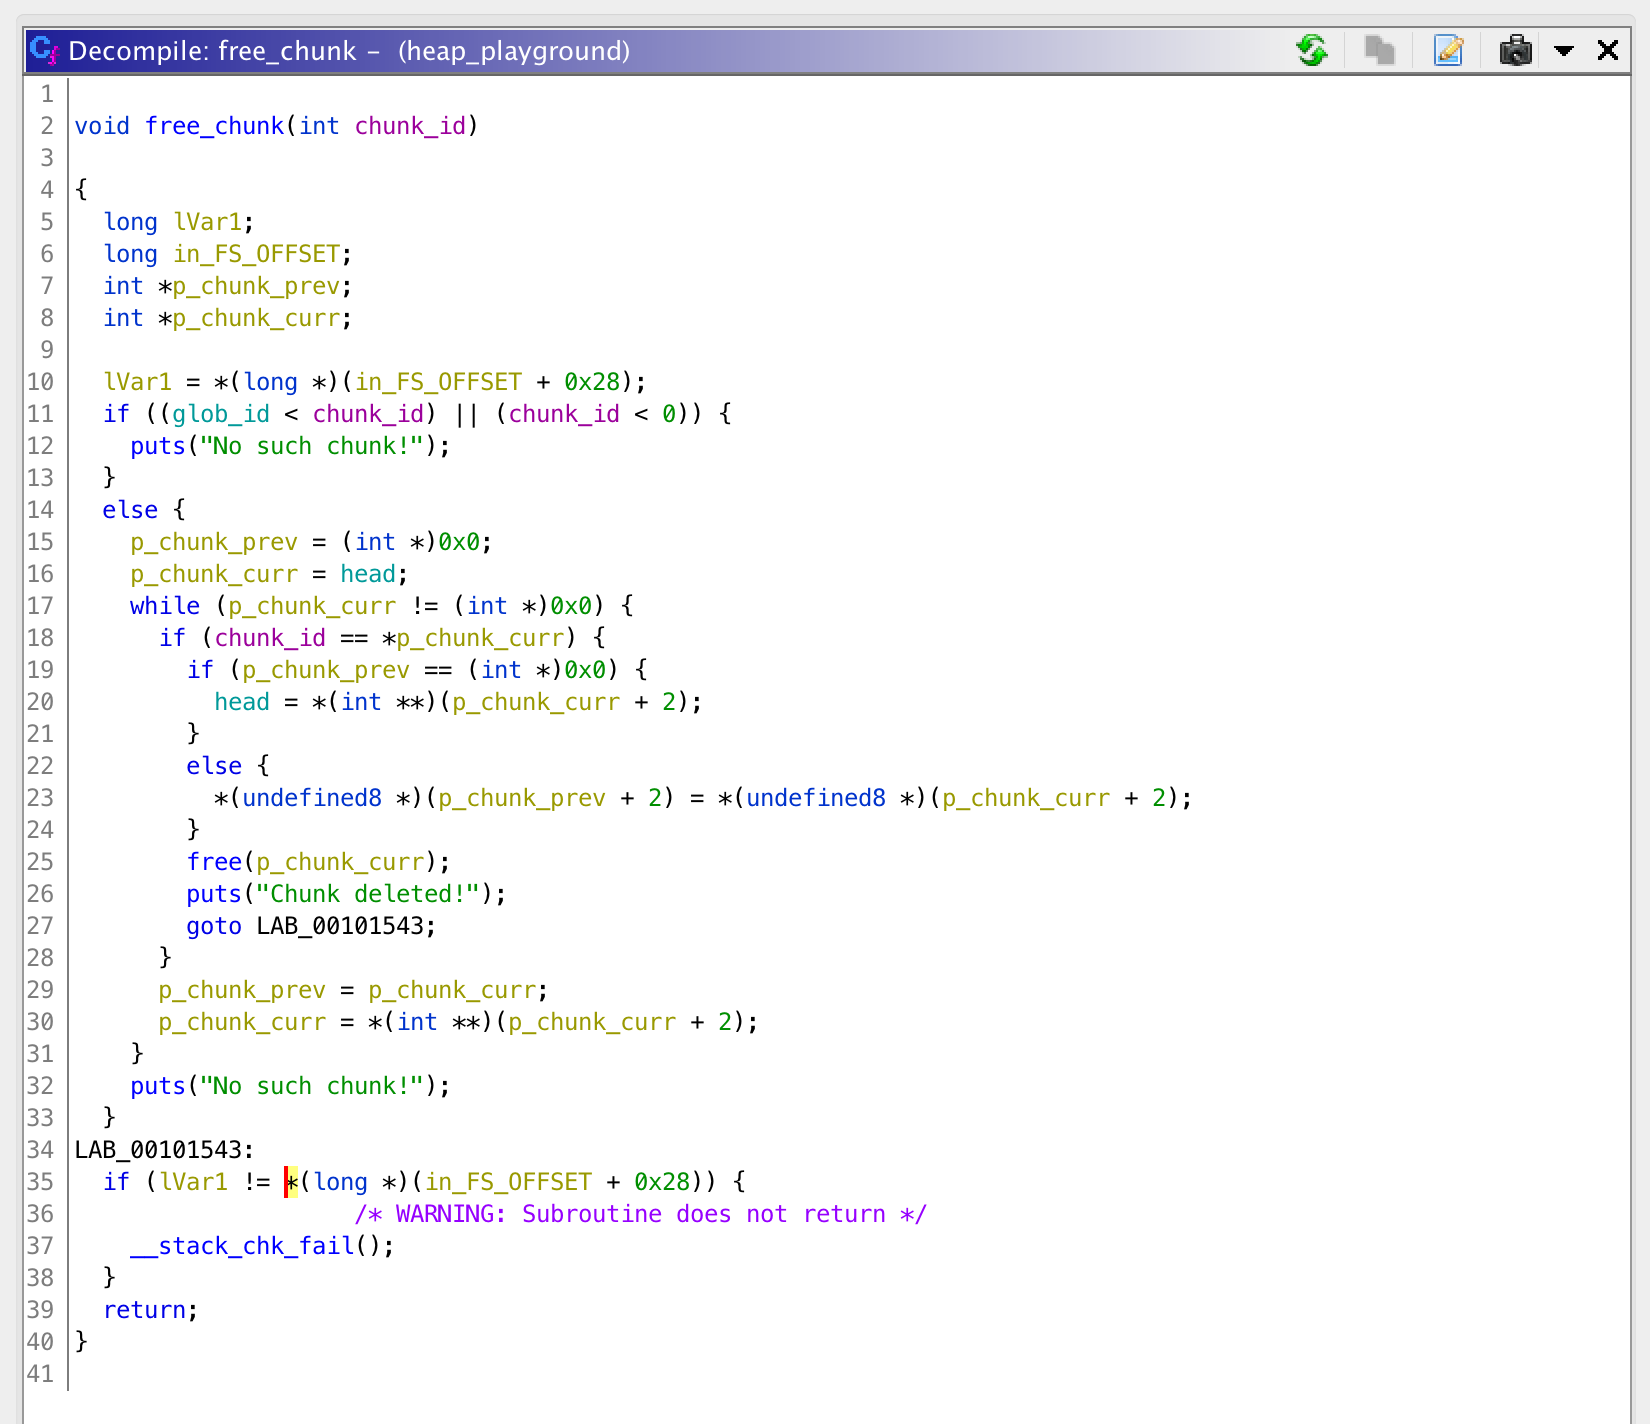 Decompile: free_chunk - (heap_playground)
1
2 void free_chunk(int chunk_id)
3
4 {
5   long lVar1;
6   long in_FS_OFFSET;
7   int *p_chunk_prev;
8   int *p_chunk_curr;
9
10   lVar1 = *(long *)(in_FS_OFFSET + 0x28);
11   if ((glob_id < chunk_id) || (chunk_id < 0)) {
12     puts("No such chunk!");
13   }
14   else {
15     p_chunk_prev = (int *)0x0;
16     p_chunk_curr = head;
17     while (p_chunk_curr != (int *)0x0) {
18       if (chunk_id == *p_chunk_curr) {
19         if (p_chunk_prev == (int *)0x0) {
20           head = *(int **)(p_chunk_curr + 2);
21         }
22         else {
23           *(undefined8 *)(p_chunk_prev + 2) = *(undefined8 *)(p_chunk_curr + 2);
24         }
25         free(p_chunk_curr);
26         puts("Chunk deleted!");
27         goto LAB_00101543;
28       }
29       p_chunk_prev = p_chunk_curr;
30       p_chunk_curr = *(int **)(p_chunk_curr + 2);
31     }
32     puts("No such chunk!");
33   }
34 LAB_00101543:
35   if (lVar1 != *(long *)(in_FS_OFFSET + 0x28)) {
36                     /* WARNING: Subroutine does not return */
37     __stack_chk_fail();
38   }
39   return;
40 }
41